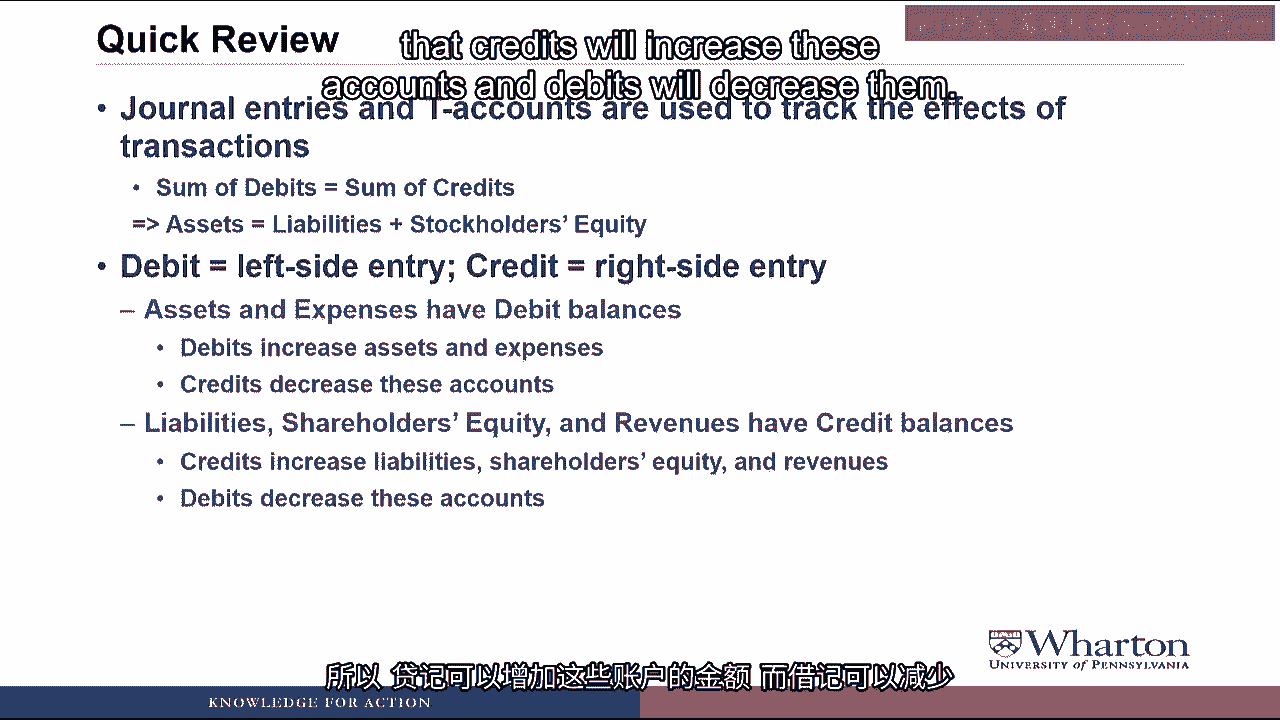 Quick Review
that credits will increase these
accounts and debits will decrease them.
• Journal entries and T-accounts are used to track the effects of
transactions
• Sum of Debits = Sum of Credits
=> Assets = Liabilities + Stockholders’ Equity
• Debit = left-side entry; Credit = right-side entry
– Assets and Expenses have Debit balances
• Debits increase assets and expenses
• Credits decrease these accounts
– Liabilities, Shareholders’ Equity, and Revenues have Credit balances
• Credits increase liabilities, shareholders’ equity, and revenues
• Debits decrease these accounts
Wharton
UNIVERSITY of PENNSYLVANIA
所以 贷记可以增加这些账户的金额 而借记可以减少
KNOWLEDGE FOR ACTION